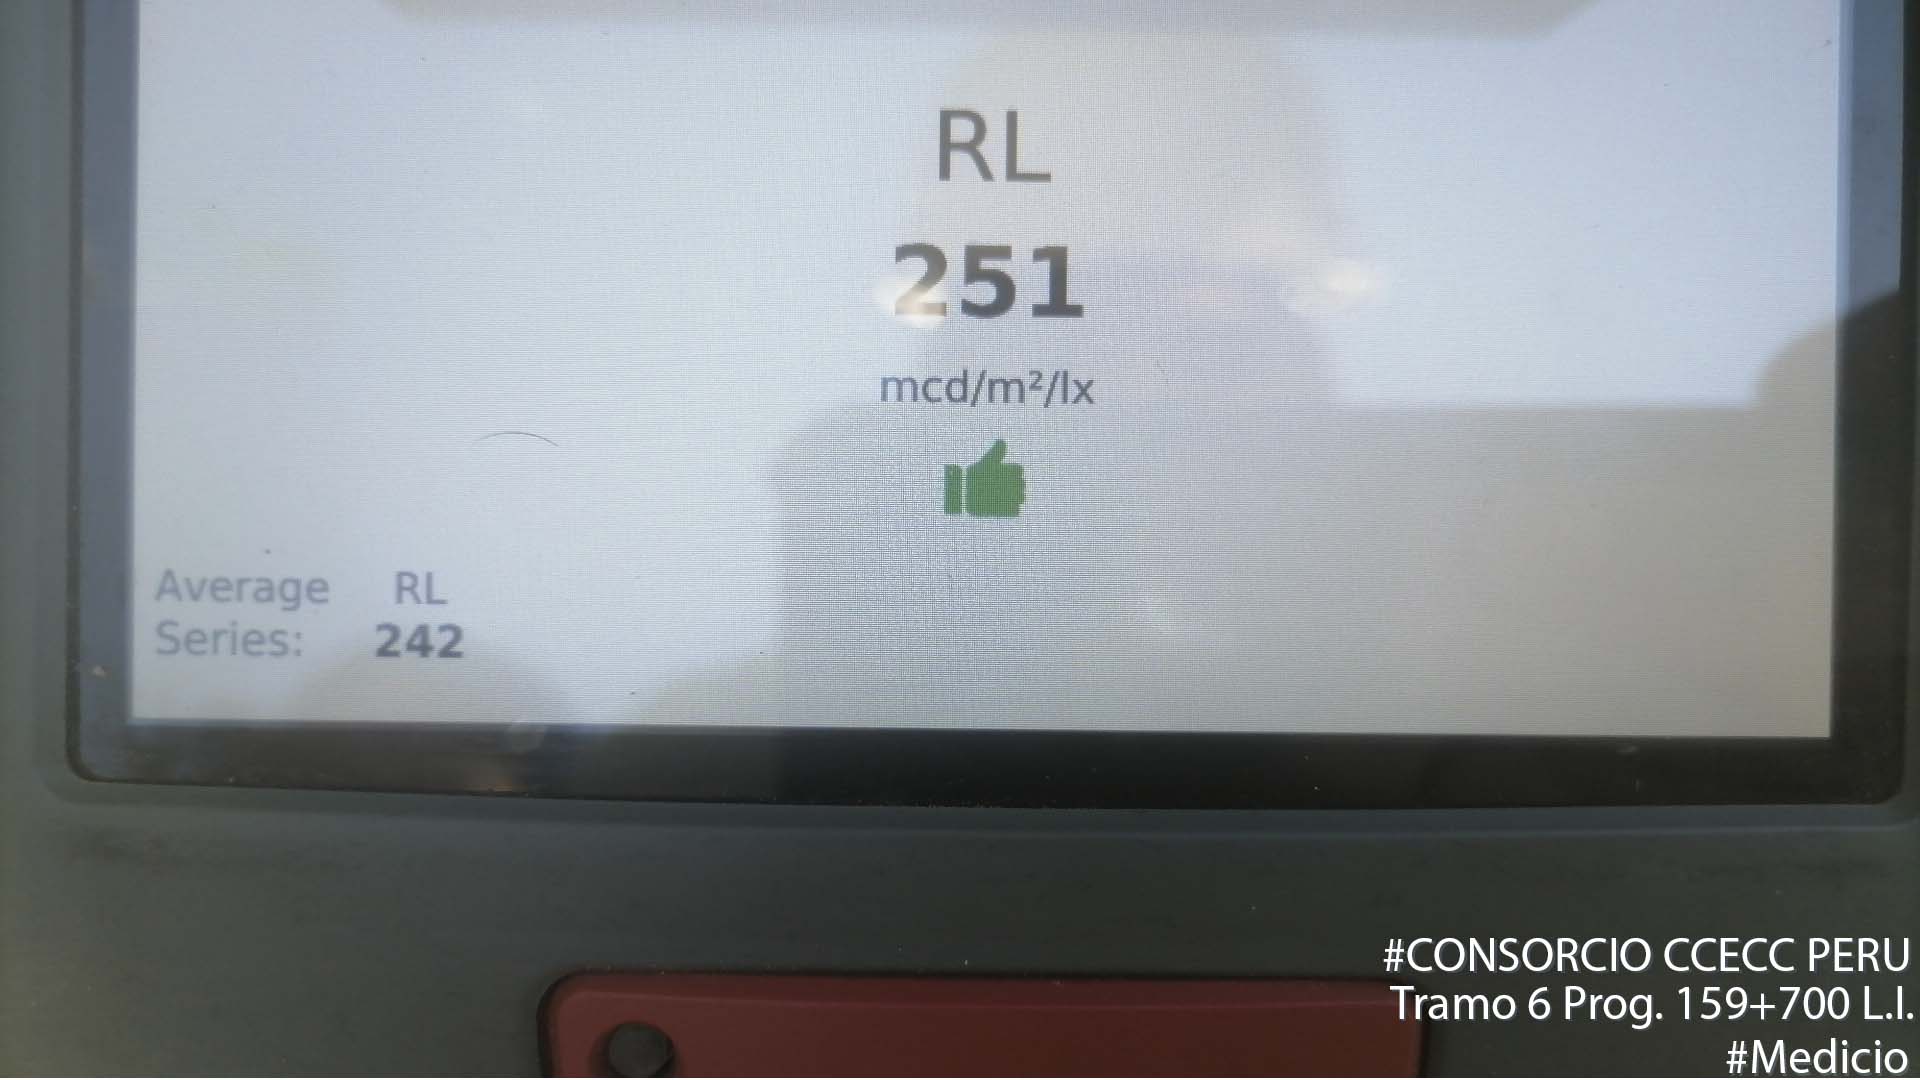 RL
251
mcd/m²/lx
Average RL
Series: 242
#CONSORCIO CCECC PERU
Tramo 6 Prog. 159+700 L.I.
#Medicio